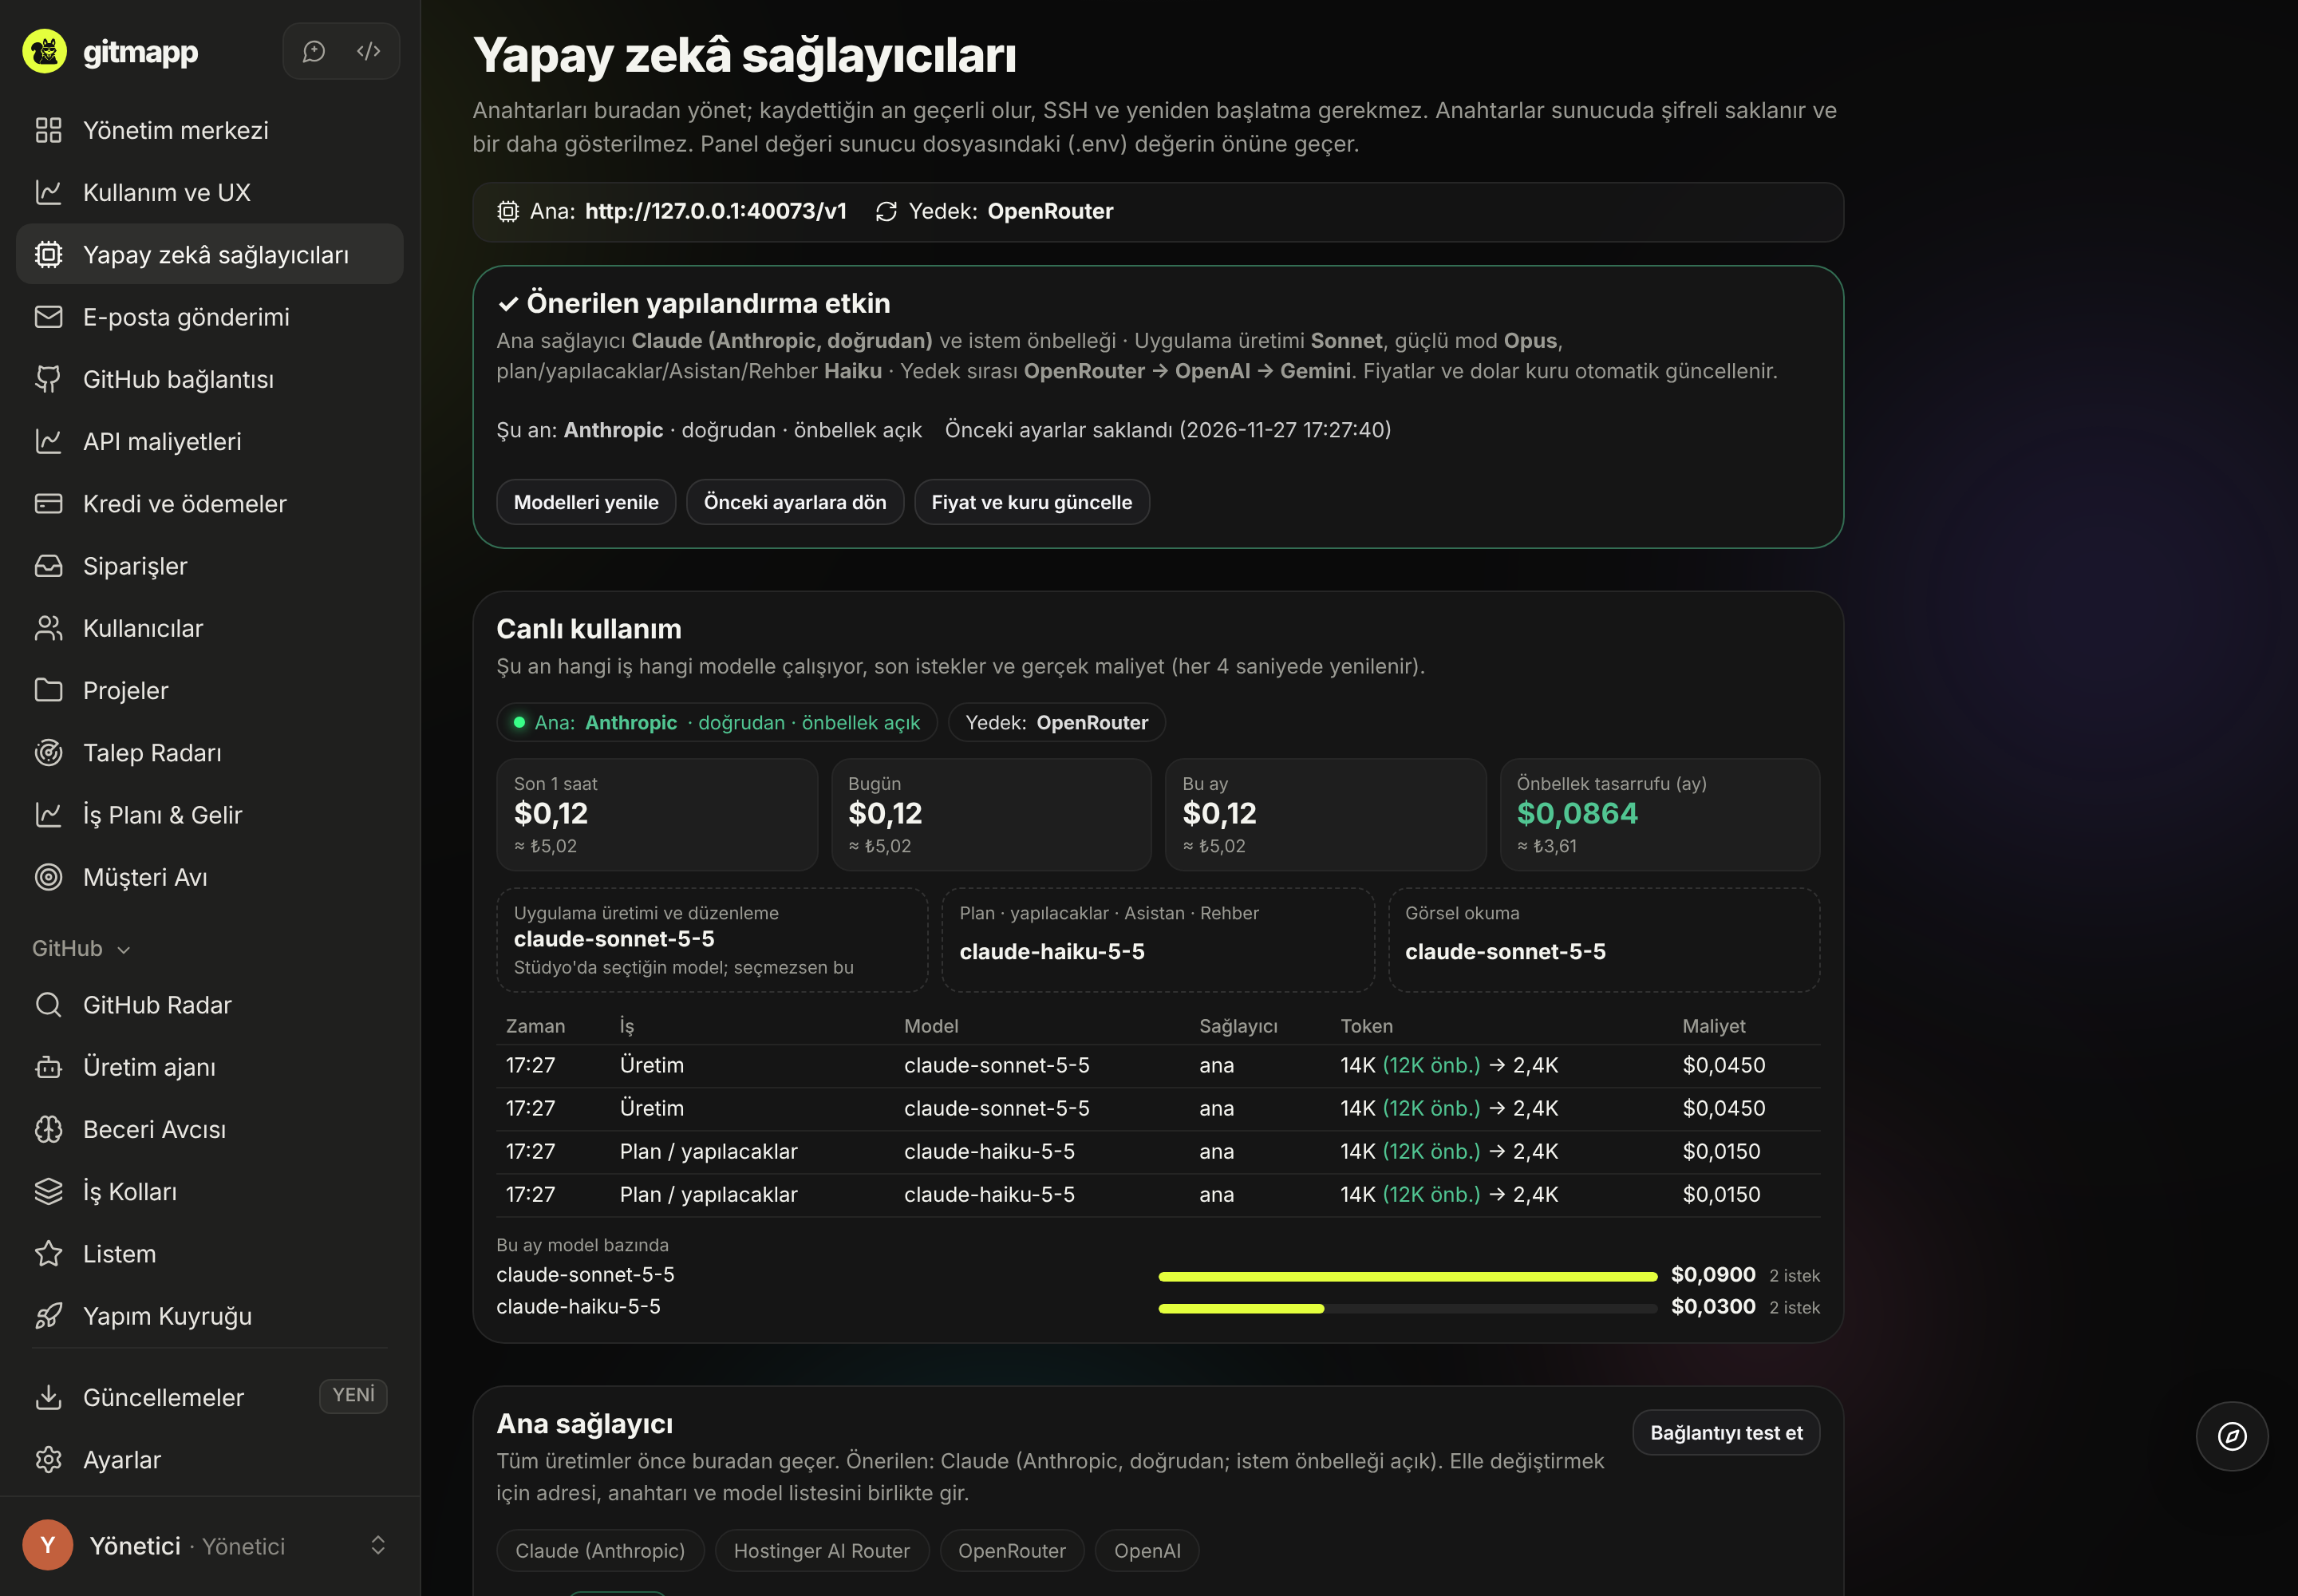 gitmapp
Yönetim merkezi
Kullanım ve UX
Yapay zekâ sağlayıcıları
E-posta gönderimi
GitHub bağlantısı
API maliyetleri
Kredi ve ödemeler
Siparişler
Kullanıcılar
Projeler
Talep Radarı
İş Planı & Gelir
Müşteri Avı
GitHub
GitHub Radar
Üretim ajanı
Beceri Avcısı
İş Kolları
Listem
Yapım Kuyruğu
Güncellemeler YENİ
Ayarlar
Y Yönetici · Yönetici
Yapay zekâ sağlayıcıları
Anahtarları buradan yönet; kaydettiğin an geçerli olur, SSH ve yeniden başlatma gerekmez. Anahtarlar sunucuda şifreli saklanır ve
bir daha gösterilmez. Panel değeri sunucu dosyasındaki (.env) değerin önüne geçer.
Ana: http://127.0.0.1:40073/v1 Yedek: OpenRouter
✓ Önerilen yapılandırma etkin
Ana sağlayıcı Claude (Anthropic, doğrudan) ve istem önbelleği · Uygulama üretimi Sonnet, güçlü mod Opus,
plan/yapılacaklar/Asistan/Rehber Haiku · Yedek sırası OpenRouter → OpenAI → Gemini. Fiyatlar ve dolar kuru otomatik güncellenir.
Şu an: Anthropic · doğrudan · önbellek açık Önceki ayarlar saklandı (2026-11-27 17:27:40)
Modelleri yenile Önceki ayarlara dön Fiyat ve kuru güncelle
Canlı kullanım
Şu an hangi iş hangi modelle çalışıyor, son istekler ve gerçek maliyet (her 4 saniyede yenilenir).
Ana: Anthropic · doğrudan · önbellek açık Yedek: OpenRouter
Son 1 saat Bugün Bu ay Önbellek tasarrufu (ay)
$0,12 $0,12 $0,12 $0,0864
≈ ₺5,02 ≈ ₺5,02 ≈ ₺5,02 ≈ ₺3,61
Uygulama üretimi ve düzenleme
claude-sonnet-5-5
Stüdyo'da seçtiğin model; seçmezsen bu
Plan · yapılacaklar · Asistan · Rehber
claude-haiku-5-5
Görsel okuma
claude-sonnet-5-5
Zaman İş Model Sağlayıcı Token Maliyet
17:27 Üretim claude-sonnet-5-5 ana 14K (12K önb.) → 2,4K $0,0450
17:27 Üretim claude-sonnet-5-5 ana 14K (12K önb.) → 2,4K $0,0450
17:27 Plan / yapılacaklar claude-haiku-5-5 ana 14K (12K önb.) → 2,4K $0,0150
17:27 Plan / yapılacaklar claude-haiku-5-5 ana 14K (12K önb.) → 2,4K $0,0150
Bu ay model bazında
claude-sonnet-5-5 $0,0900 2 istek
claude-haiku-5-5 $0,0300 2 istek
Ana sağlayıcı
Bağlantıyı test et
Tüm üretimler önce buradan geçer. Önerilen: Claude (Anthropic, doğrudan; istem önbelleği açık). Elle değiştirmek
için adresi, anahtarı ve model listesini birlikte gir.
Claude (Anthropic) Hostinger AI Router OpenRouter OpenAI